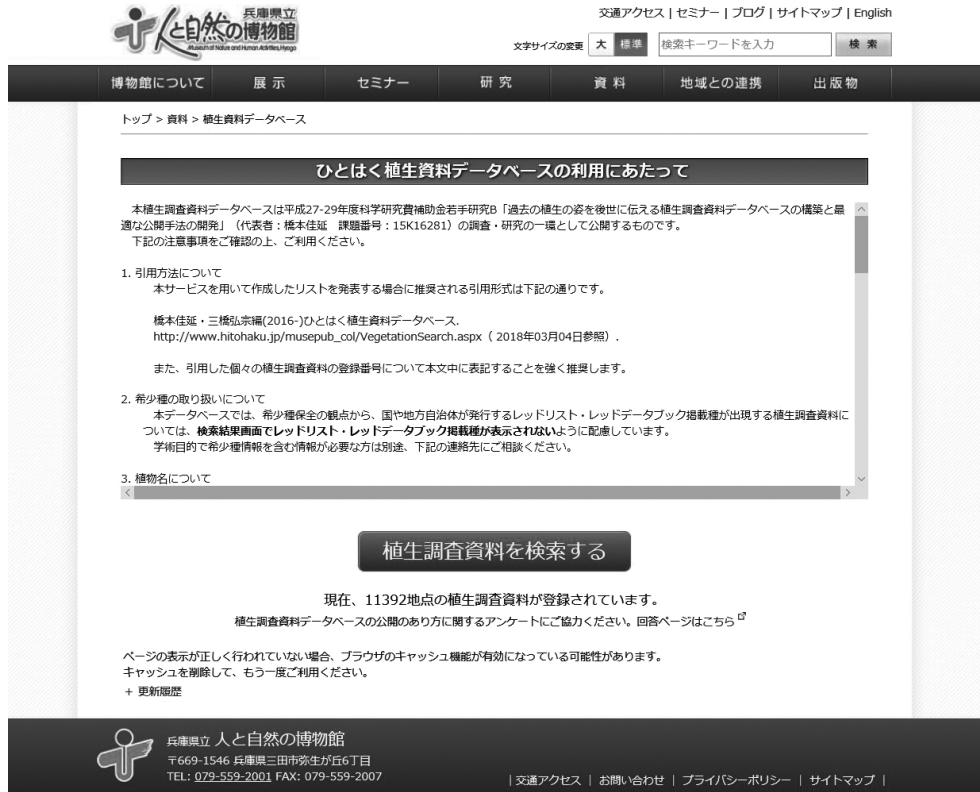 兵庫県立
人と自然の博物館
Museum of Nature and Human Activities, Hyogo
交通アクセス | セミナー | ブログ | サイトマップ | English
文字サイズの変更 大 標準 検索キーワードを入力 検 索
博物館について 展 示 セミナー 研 究 資 料 地域との連携 出 版 物
トップ > 資料 > 植生資料データベース
ひとはく植生資料データベースの利用にあたって
本植生調査資料データベースは平成27-29年度科学研究費補助金若手研究B「過去の植生の姿を後世に伝える植生調査資料データベースの構築と最
適な公開手法の開発」（代表者：橋本佳延　課題番号：15K16281）の調査・研究の一環として公開するものです。
下記の注意事項をご確認の上、ご利用ください。
1. 引用方法について
本サービスを用いて作成したリストを発表する場合に推奨される引用形式は下記の通りです。
橋本佳延・三橋弘宗編(2016-)ひとはく植生資料データベース.
http://www.hitohaku.jp/musepub_col/VegetationSearch.aspx（ 2018年03月04日参照）.
また、引用した個々の植生調査資料の登録番号について本文中に表記することを強く推奨します。
2. 希少種の取り扱いについて
本データベースでは、希少種保全の観点から、国や地方自治体が発行するレッドリスト・レッドデータブック掲載種が出現する植生調査資料に
ついては、検索結果画面でレッドリスト・レッドデータブック掲載種が表示されないように配慮しています。
学術目的で希少種情報を含む情報が必要な方は別途、下記の連絡先にご相談ください。
3. 植物名について
植生調査資料を検索する
現在、11392地点の植生調査資料が登録されています。
植生調査資料データベースの公開のあり方に関するアンケートにご協力ください。回答ページはこちら
ページの表示が正しく行われていない場合、ブラウザのキャッシュ機能が有効になっている可能性があります。
キャッシュを削除して、もう一度ご利用ください。
+ 更新履歴
兵庫県立 人と自然の博物館
〒669-1546 兵庫県三田市弥生が丘6丁目
TEL: 079-559-2001 FAX: 079-559-2007
| 交通アクセス | お問い合わせ | プライバシーポリシー | サイトマップ |